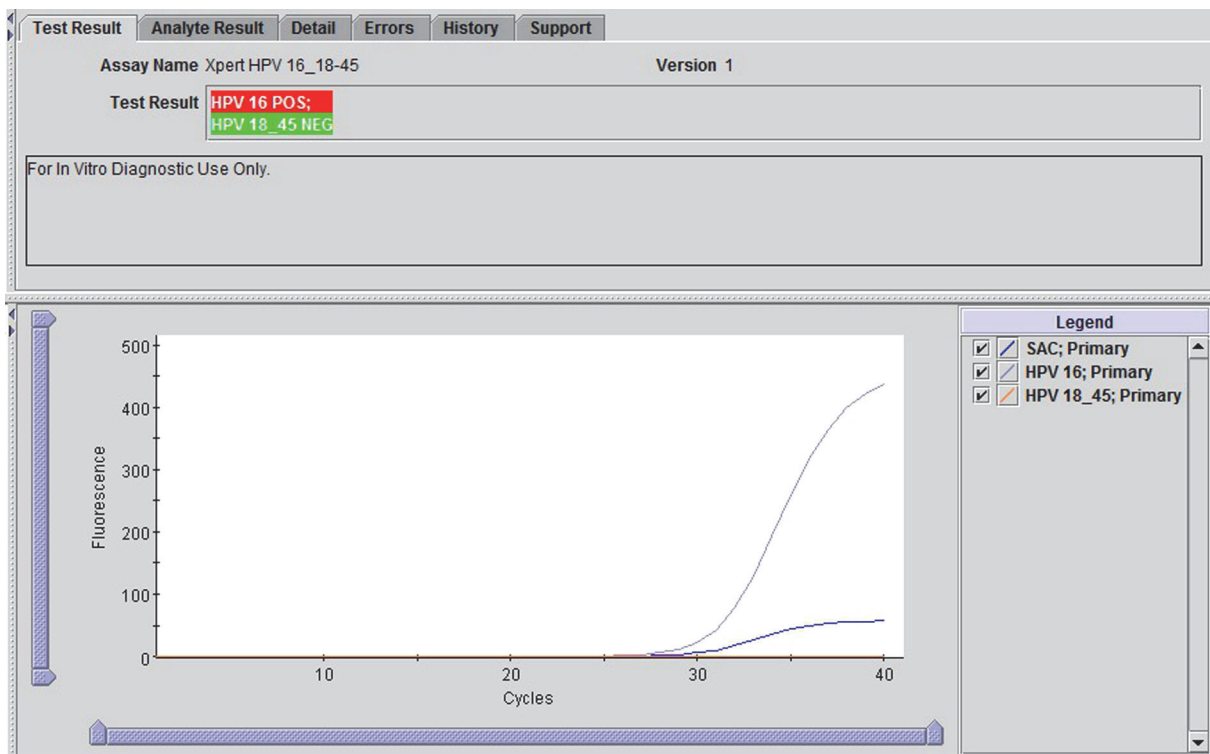 Test Result Analyte Result Detail Errors History Support
Assay Name Xpert HPV 16_18-45 Version 1
Test Result HPV 16 POS;
HPV 18_45 NEG
For In Vitro Diagnostic Use Only.
500
400
300
200
100
0
Fluorescence
10 20 30 40
Cycles
Legend
SAC; Primary
HPV 16; Primary
HPV 18_45; Primary